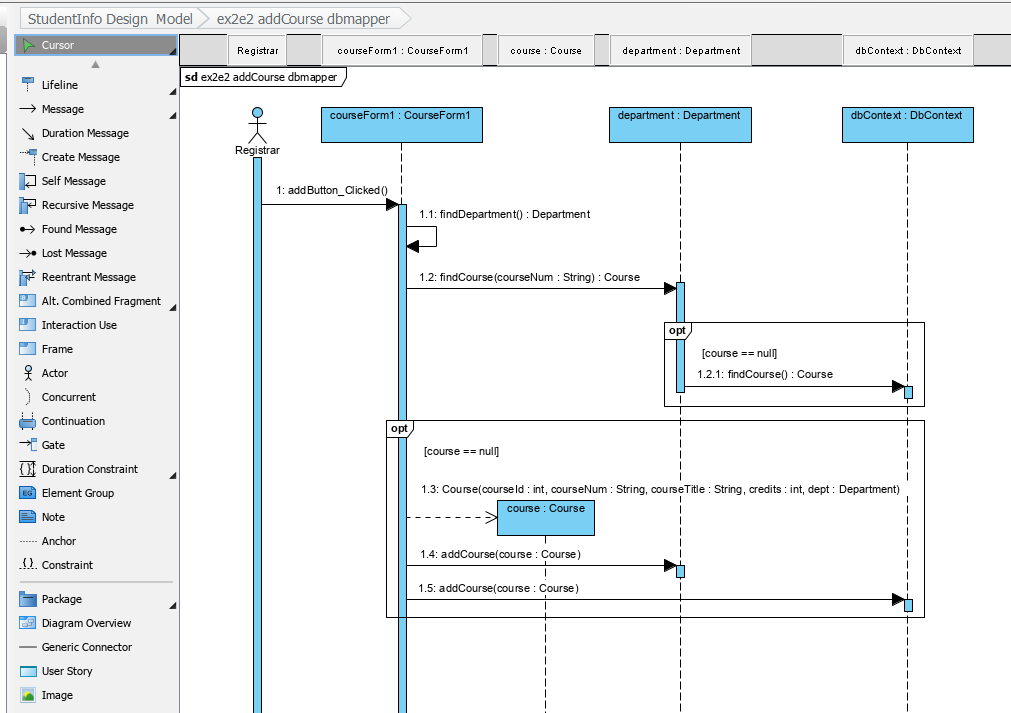 StudentInfo Design Model
ex2e2 addCourse dbmapper
Cursor
Lifeline
Message
Duration Message
Create Message
Self Message
Recursive Message
Found Message
Lost Message
Reentrant Message
Alt. Combined Fragment
Interaction Use
Frame
Actor
Concurrent
Continuation
Gate
Duration Constraint
EG
Element Group
Note
Anchor
Constraint
Package
Diagram Overview
Generic Connector
User Story
Image
Registrar
courseForm1 : CourseForm1
course : Course
department : Department
dbContext : DbContext
sd ex2e2 addCourse dbmapper
Registrar
courseForm1 : CourseForm1
department : Department
dbContext : DbContext
1: addButton_Clicked()
1.1: findDepartment() : Department
1.2: findCourse(courseNum : String) : Course
opt
[course == null]
1.2.1: findCourse() : Course
opt
[course == null]
1.3: Course(courseId : int, courseNum : String, courseTitle : String, credits : int, dept : Department)
course : Course
1.4: addCourse(course : Course)
1.5: addCourse(course : Course)